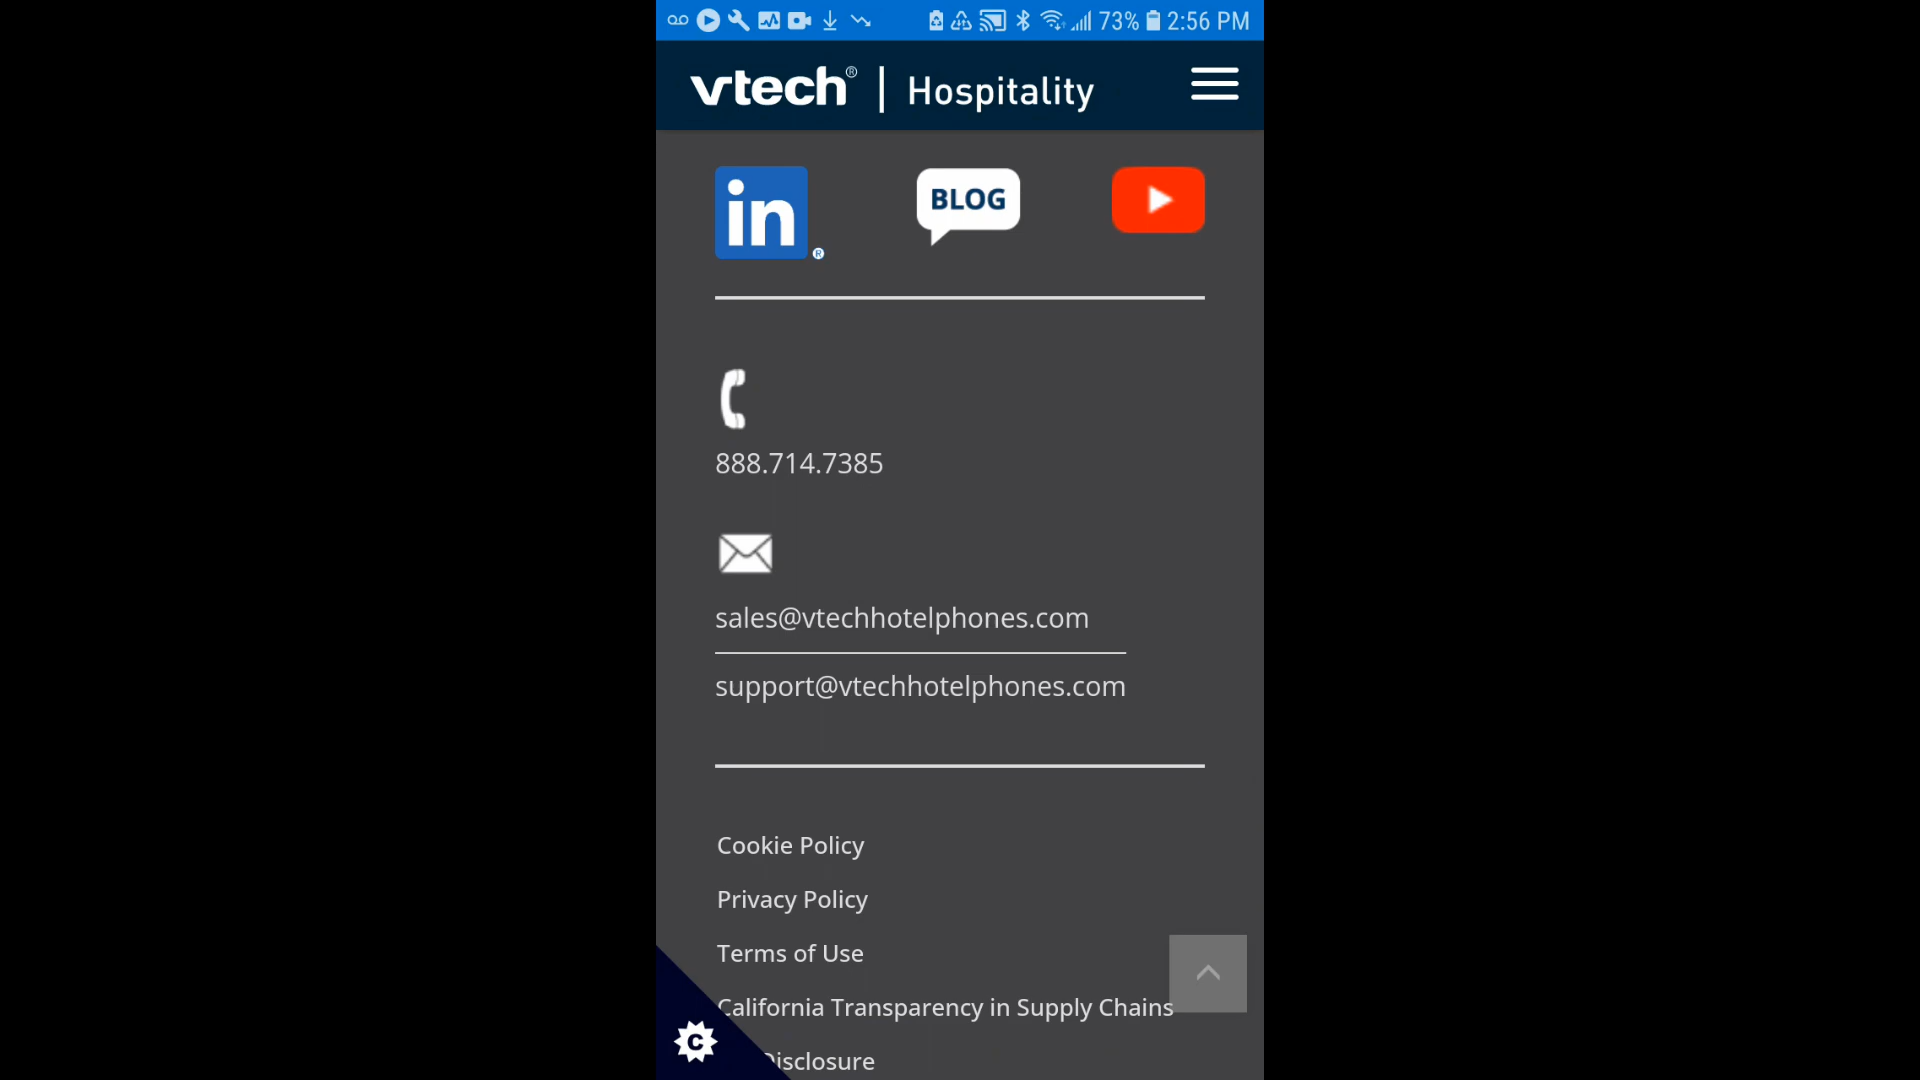 73% 2:56 PM
vtech® | Hospitality
in ®
BLOG
888.714.7385
sales@vtechhotelphones.com
support@vtechhotelphones.com
Cookie Policy
Privacy Policy
Terms of Use
California Transparency in Supply Chains
Disclosure
C